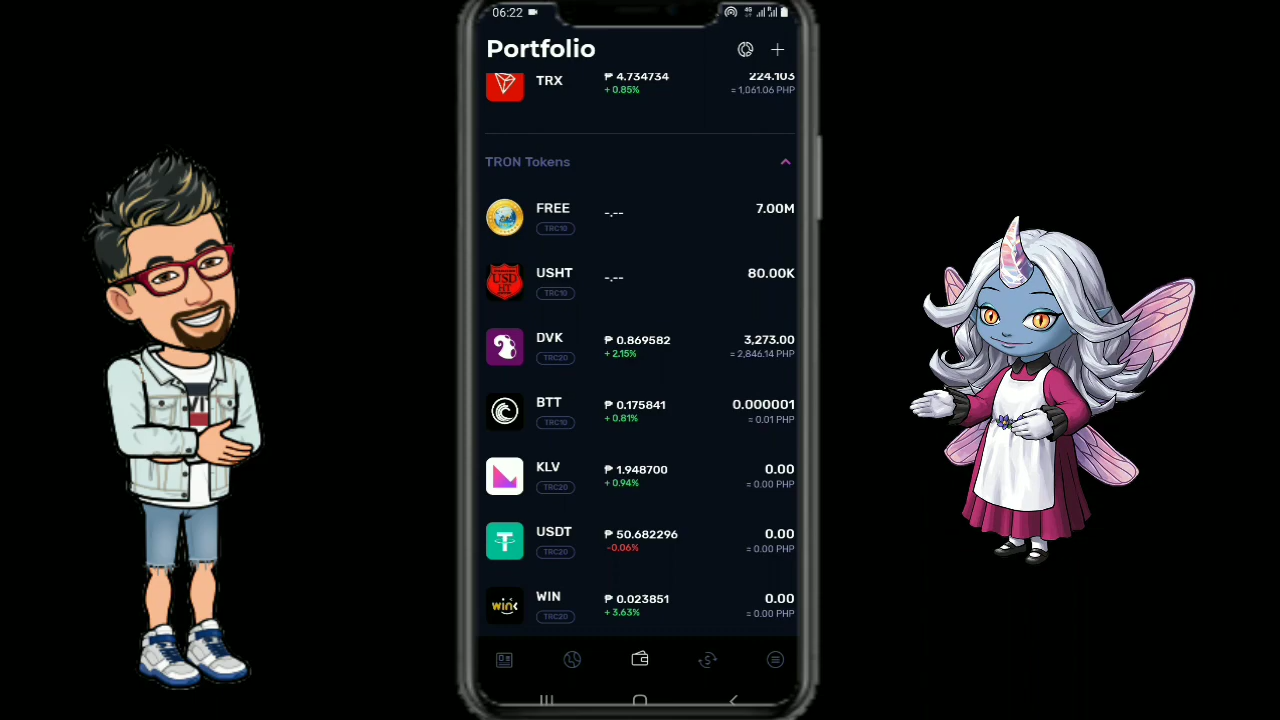 06:22
4G
R
Portfolio
TRX
₱ 4.734734
224.103
+ 0.85%
= 1,061.06 PHP
TRON Tokens
FREE
-.--
7.00M
TRC10
USHT
-.--
80.00K
TRC10
USD
HT
DVK
₱ 0.869582
3,273.00
TRC20
+ 2.15%
= 2,846.14 PHP
BTT
₱ 0.175841
0.000001
TRC10
+ 0.81%
= 0.01 PHP
KLV
₱ 1.948700
0.00
TRC20
+ 0.94%
= 0.00 PHP
USDT
₱ 50.682296
0.00
TRC20
-0.06%
= 0.00 PHP
WIN
₱ 0.023851
0.00
TRC20
+ 3.63%
= 0.00 PHP
wink